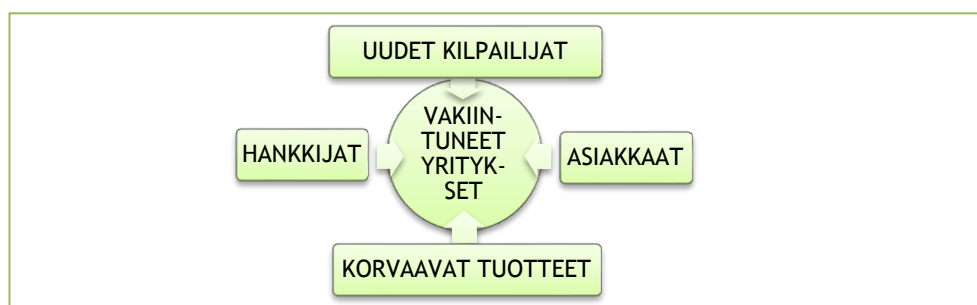 UUDET KILPAILIJAT
HANKKIJAT
VAKIIN-
TUNEET
YRITYK-
SET
ASIAKKAAT
KORVAAVAT TUOTTEET